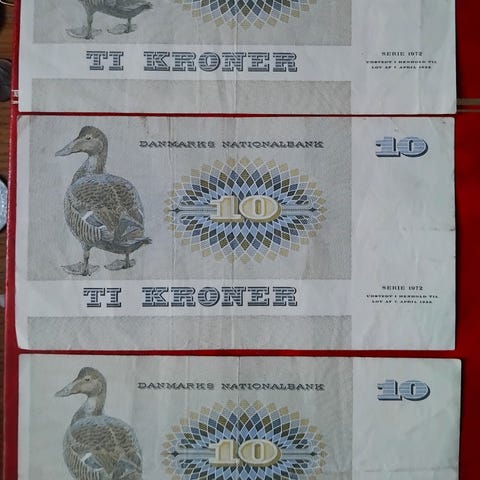 TI KRONER
SERIE 1972
UDSTEDT I HENHOLD TIL
LOV AF 7. APRIL 1936
DANMARKS NATIONALBANK
10
10
TI KRONER
SERIE 1972
UDSTEDT I HENHOLD TIL
LOV AF 7. APRIL 1936
DANMARKS NATIONALBANK
10
10